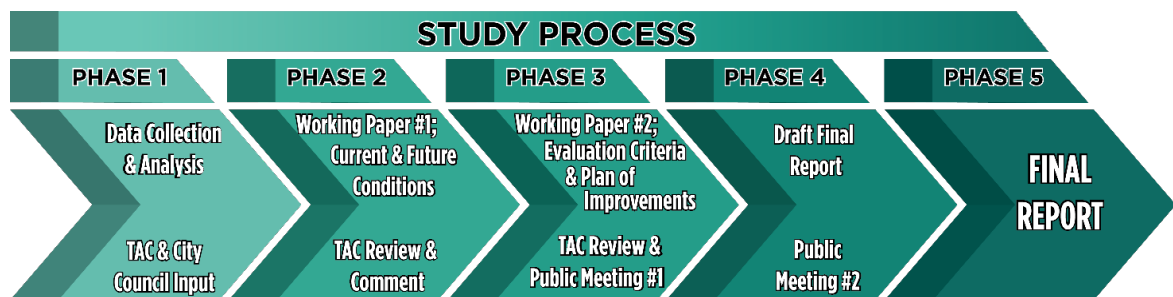 STUDY PROCESS
PHASE 1
PHASE 2
PHASE 3
PHASE 4
PHASE 5
Data Collection
& Analysis
TAC & City
Council Input
Working Paper #1;
Current & Future
Conditions
TAC Review &
Comment
Working Paper #2;
Evaluation Criteria
& Plan of
Improvements
TAC Review &
Public Meeting #1
Draft Final
Report
Public
Meeting #2
FINAL
REPORT